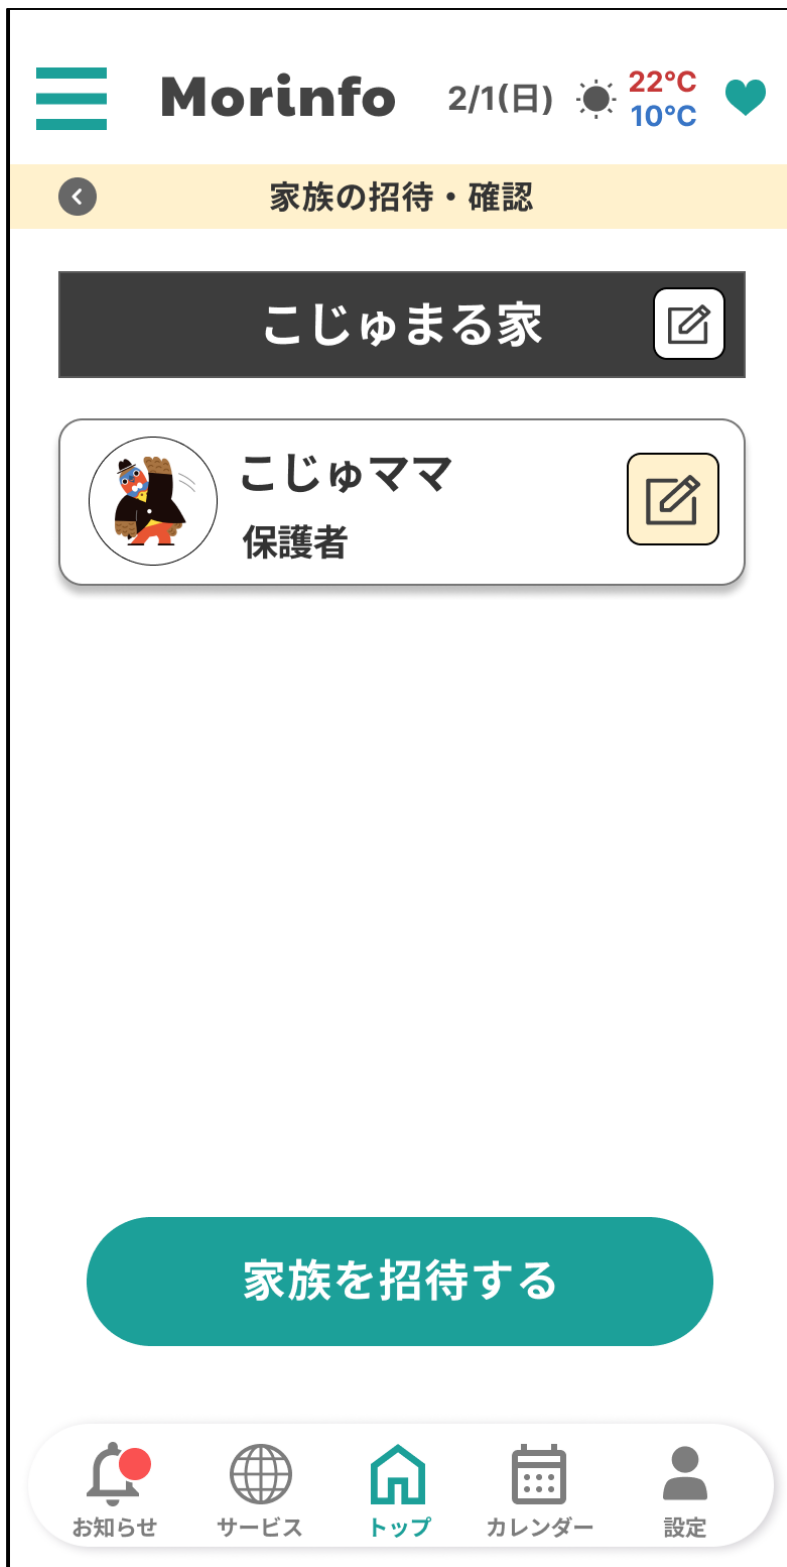 Morinfo 2/1(日) 22°C
10°C
家族の招待・確認
こじゅまる家
こじゅママ
保護者
家族を招待する
お知らせ サービス トップ カレンダー 設定